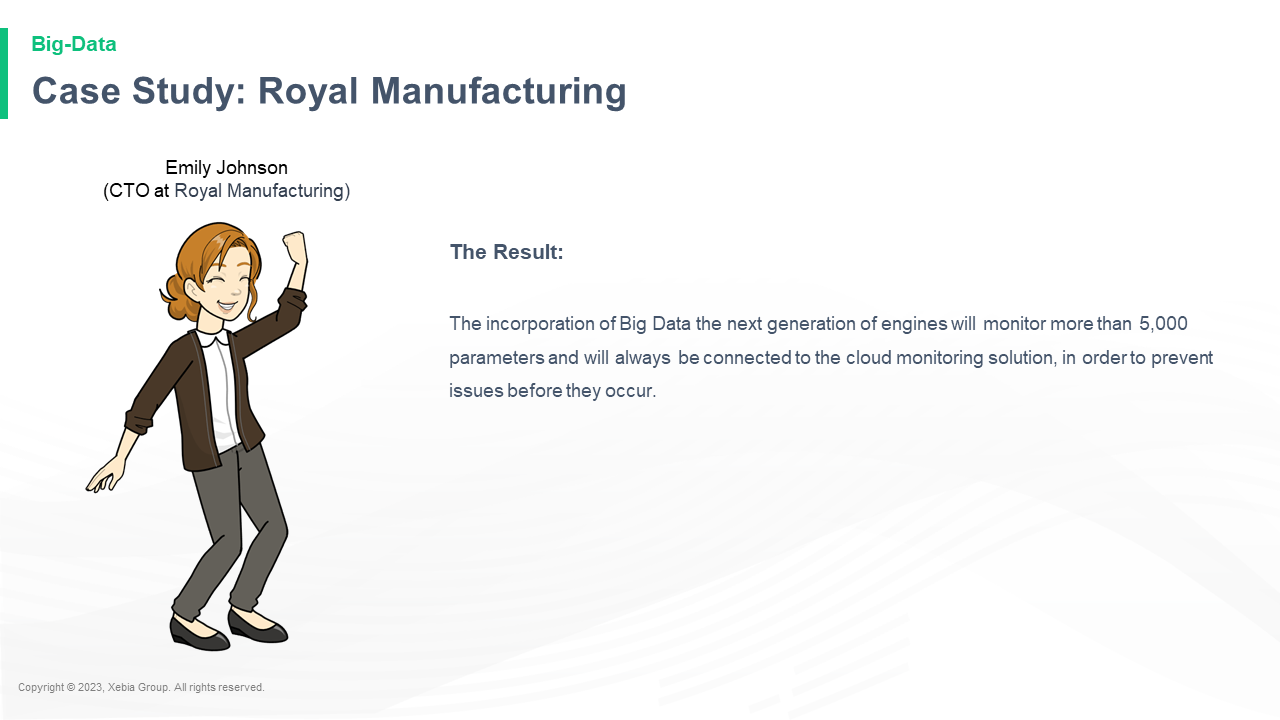 Big-Data
Case Study: Royal Manufacturing
Emily Johnson
(CTO at Royal Manufacturing)
The Result:
The incorporation of Big Data the next generation of engines will monitor more than 5,000
parameters and will always be connected to the cloud monitoring solution, in order to prevent
issues before they occur.
Copyright © 2023, Xebia Group. All rights reserved.